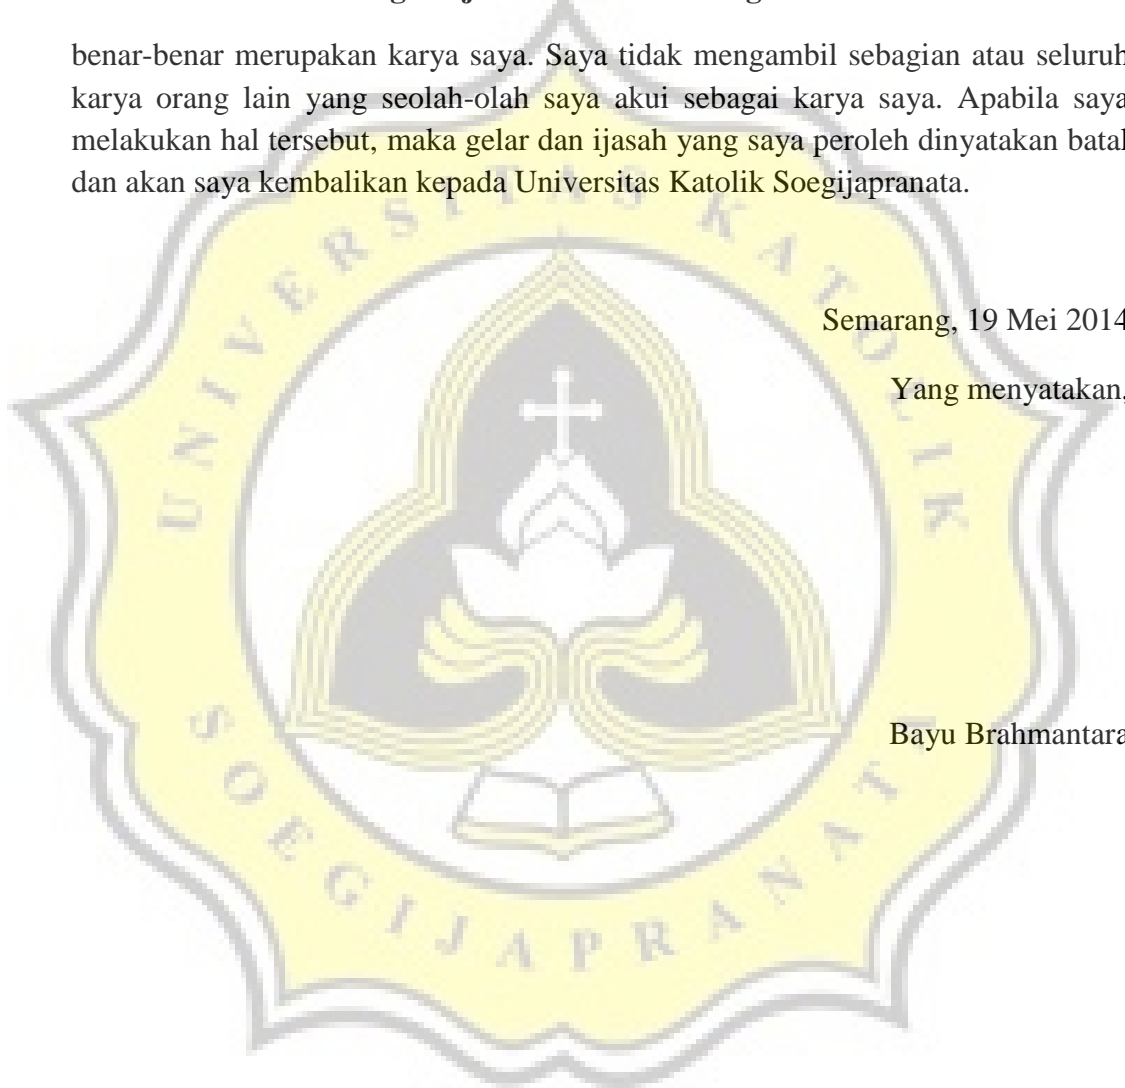 benar-benar merupakan karya saya. Saya tidak mengambil sebagian atau seluruh
karya orang lain yang seolah-olah saya akui sebagai karya saya. Apabila saya
melakukan hal tersebut, maka gelar dan ijasah yang saya peroleh dinyatakan batal
dan akan saya kembalikan kepada Universitas Katolik Soegijapranata.
UNIVERSITAS KATOLIK
Semarang, 19 Mei 2014
Yang menyatakan,
Bayu Brahmantara
SOEGIJAPRANATA